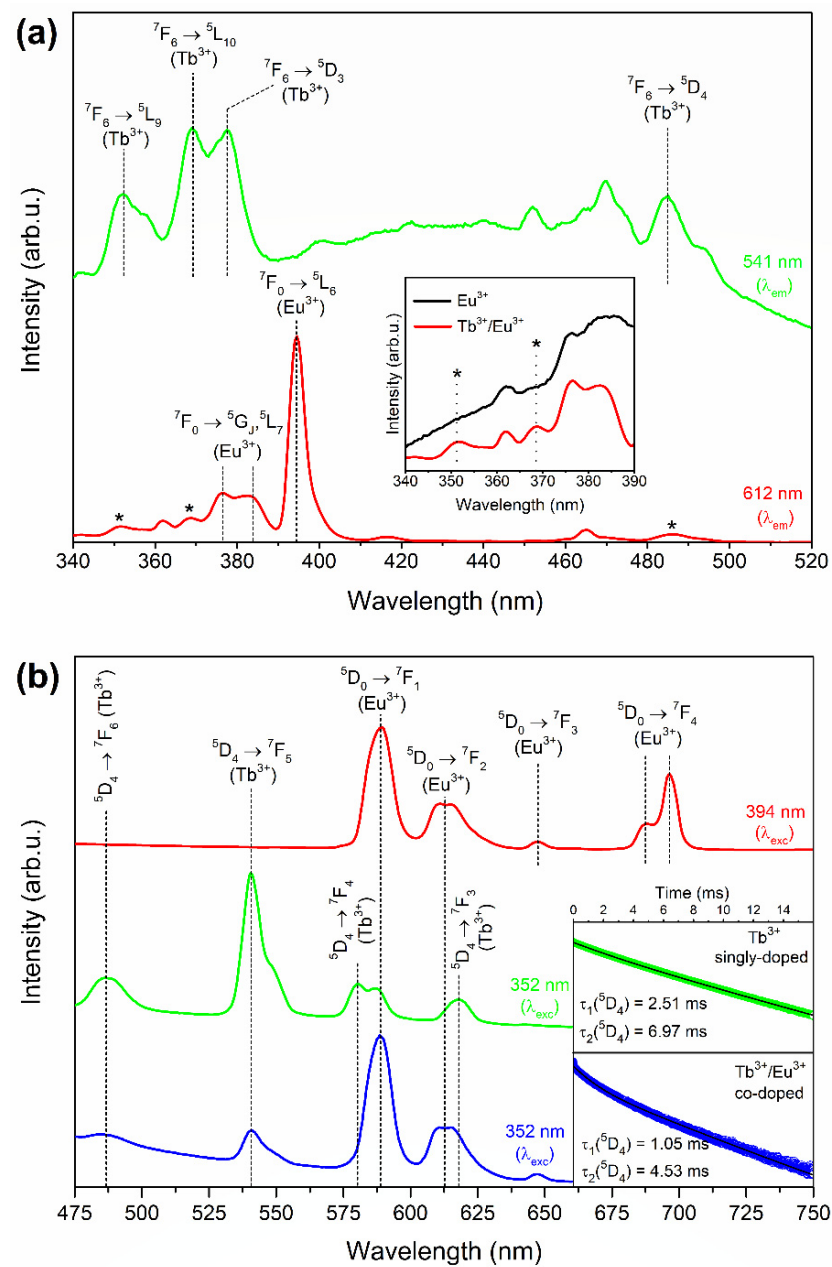 (a)
⁷F₆ → ⁵L₁₀
(Tb³⁺)
⁷F₆ → ⁵D₃
(Tb³⁺)
⁷F₆ → ⁵D₄
(Tb³⁺)
⁷F₆ → ⁵L₉
(Tb³⁺)
541 nm
(λem)
⁷F₀ → ⁵L₆
(Eu³⁺)
⁷F₀ → ⁵G_J, ⁵L₇
(Eu³⁺)
* * *
612 nm
(λem)
Eu³⁺
Tb³⁺/Eu³⁺
* *
Intensity (arb.u.)
340 350 360 370 380 390
Wavelength (nm)
Intensity (arb.u.)
340 360 380 400 420 440 460 480 500 520
Wavelength (nm)
(b)
⁵D₄ → ⁷F₆ (Tb³⁺)
⁵D₄ → ⁷F₅
(Tb³⁺)
⁵D₀ → ⁷F₁
(Eu³⁺)
⁵D₀ → ⁷F₂
(Eu³⁺)
⁵D₀ → ⁷F₃
(Eu³⁺)
⁵D₀ → ⁷F₄
(Eu³⁺)
394 nm
(λexc)
⁵D₄ → ⁷F₄
(Tb³⁺)
⁵D₄ → ⁷F₃
(Tb³⁺)
352 nm
(λexc)
352 nm
(λexc)
Time (ms)
0 2 4 6 8 10 12 14
Tb³⁺
singly-doped
τ₁(⁵D₄) = 2.51 ms
τ₂(⁵D₄) = 6.97 ms
Tb³⁺/Eu³⁺
co-doped
τ₁(⁵D₄) = 1.05 ms
τ₂(⁵D₄) = 4.53 ms
Intensity (arb.u.)
475 500 525 550 575 600 625 650 675 700 725 750
Wavelength (nm)